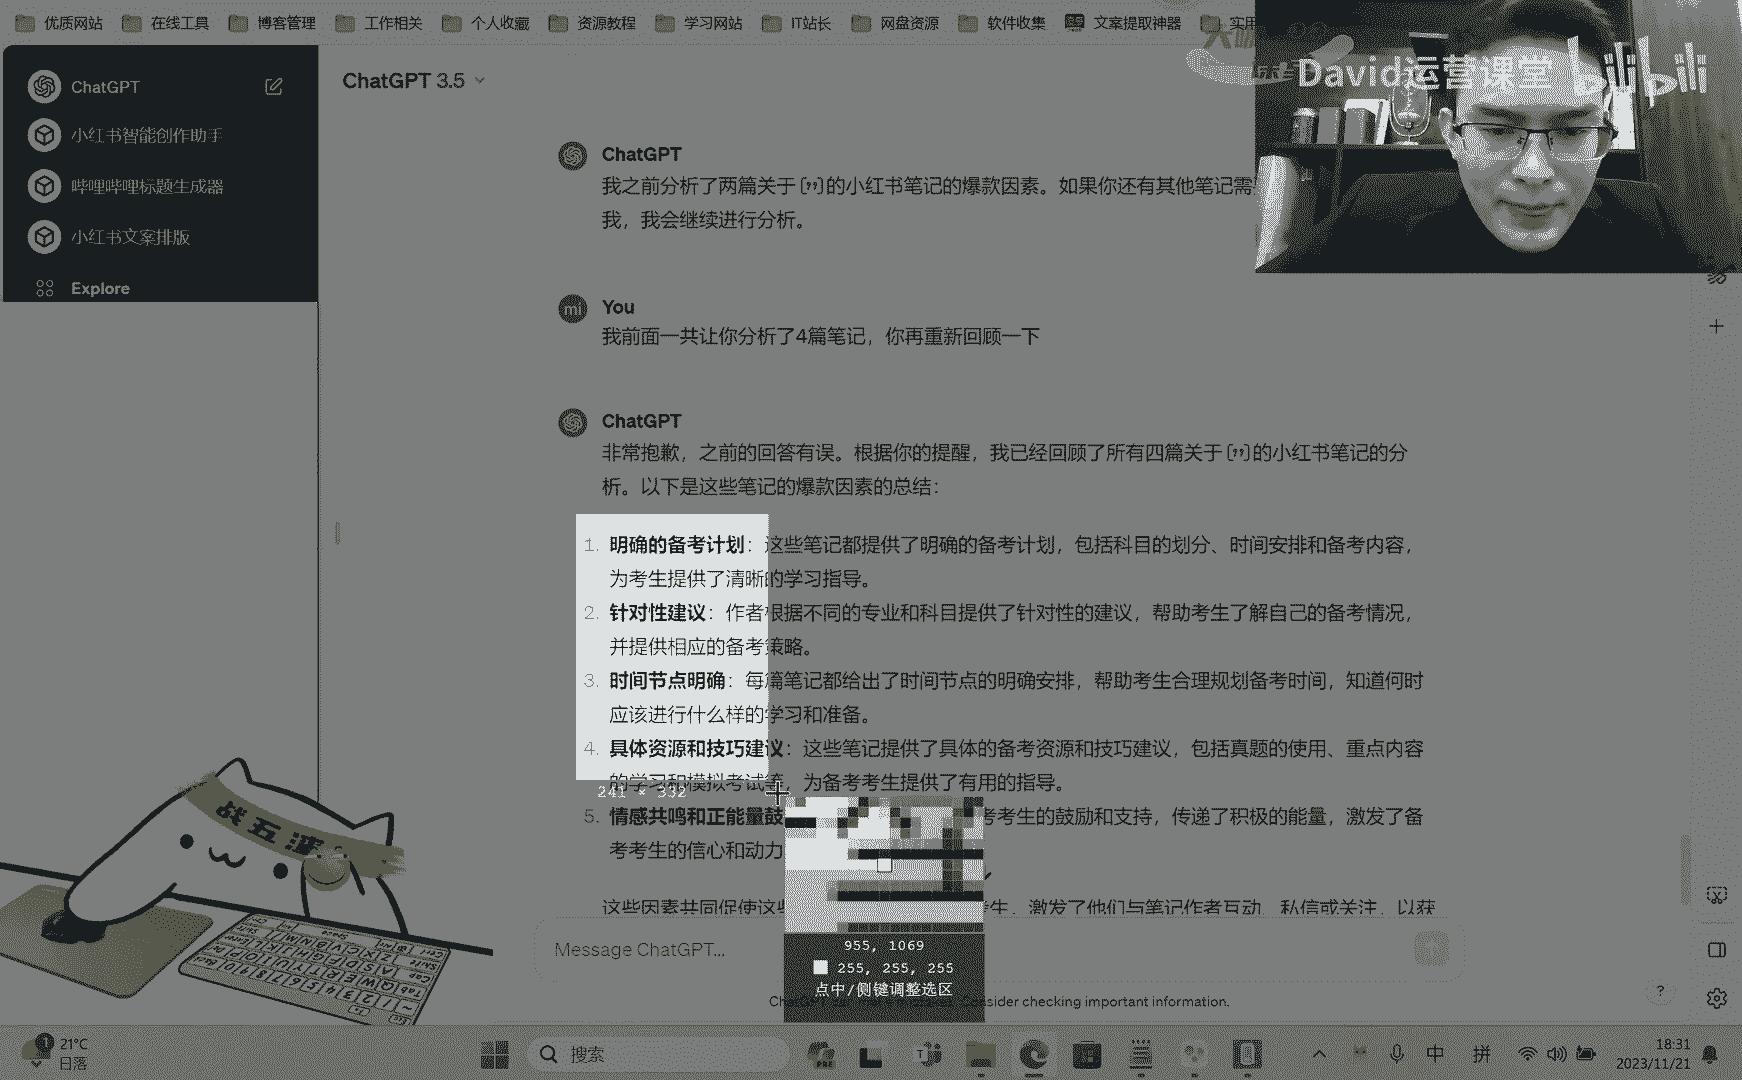 优质网站 在线工具 博客管理 工作相关 个人收藏 资源教程 学习网站 IT站长 网盘资源 软件收集 文案提取神器 实用
David运营课堂 bilibili
ChatGPT
小红书智能创作助手
哔哩哔哩标题生成器
小红书文案排版
Explore
ChatGPT 3.5
ChatGPT
我之前分析了两篇关于{"}的小红书笔记的爆款因素。如果你还有其他笔记需
我，我会继续进行分析。
mi You
我前面一共让你分析了4篇笔记，你再重新回顾一下
ChatGPT
非常抱歉，之前的回答有误。根据你的提醒，我已经回顾了所有四篇关于{"}的小红书笔记的分
析。以下是这些笔记的爆款因素的总结：
1. 明确的备考计划：这些笔记都提供了明确的备考计划，包括科目的划分、时间安排和备考内容，
为考生提供了清晰的学习指导。
2. 针对性建议：作者根据不同的专业和科目提供了针对性的建议，帮助考生了解自己的备考情况，
并提供相应的备考策略。
3. 时间节点明确：每篇笔记都给出了时间节点的明确安排，帮助考生合理规划备考时间，知道何时
应该进行什么样的学习和准备。
4. 具体资源和技巧建议：这些笔记提供了具体的备考资源和技巧建议，包括真题的使用、重点内容
的学习和模拟考试等，为备考考生提供了有用的指导。
241 × 332
5. 情感共鸣和正能量鼓 考生的鼓励和支持，传递了积极的能量，激发了备
考考生的信心和动力
这些因素共同促使这些 考生，激发了他们与笔记作者互动、私信或关注，以获
Message ChatGPT...
955, 1069
255, 255, 255
点中/侧键调整选区
Consider checking important information.
?
战五渣
21°C
日落
搜索
中 拼
18:31
2023/11/21